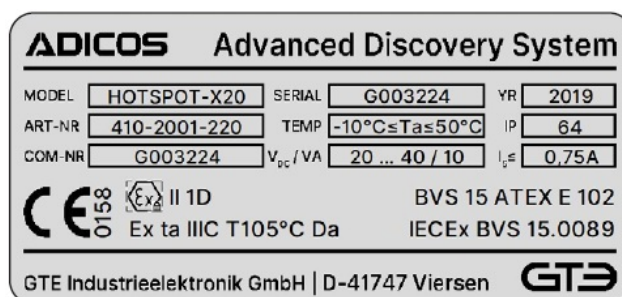 ADICOS Advanced Discovery System
MODEL HOTSPOT-X20 SERIAL G003224 YR 2019
ART-NR 410-2001-220 TEMP -10°C≤Ta≤50°C IP 64
COM-NR G003224 VDC/VA 20 ... 40 / 10 Is≤ 0,75A
CE 0158 Ex II 1D BVS 15 ATEX E 102
Ex ta IIIC T105°C Da IECEx BVS 15.0089
GTE Industrieelektronik GmbH | D-41747 Viersen GTE